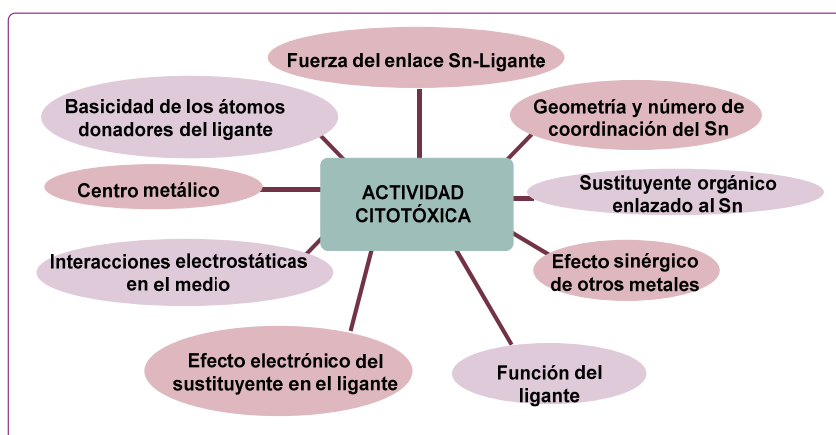 Fuerza del enlace Sn-Ligante
Basicidad de los átomos
donadores del ligante
Geometría y número de
coordinación del Sn
Centro metálico
ACTIVIDAD
CITOTÓXICA
Sustituyente orgánico
enlazado al Sn
Interacciones electrostáticas
en el medio
Efecto sinérgico
de otros metales
Efecto electrónico del
sustituyente en el ligante
Función del
ligante